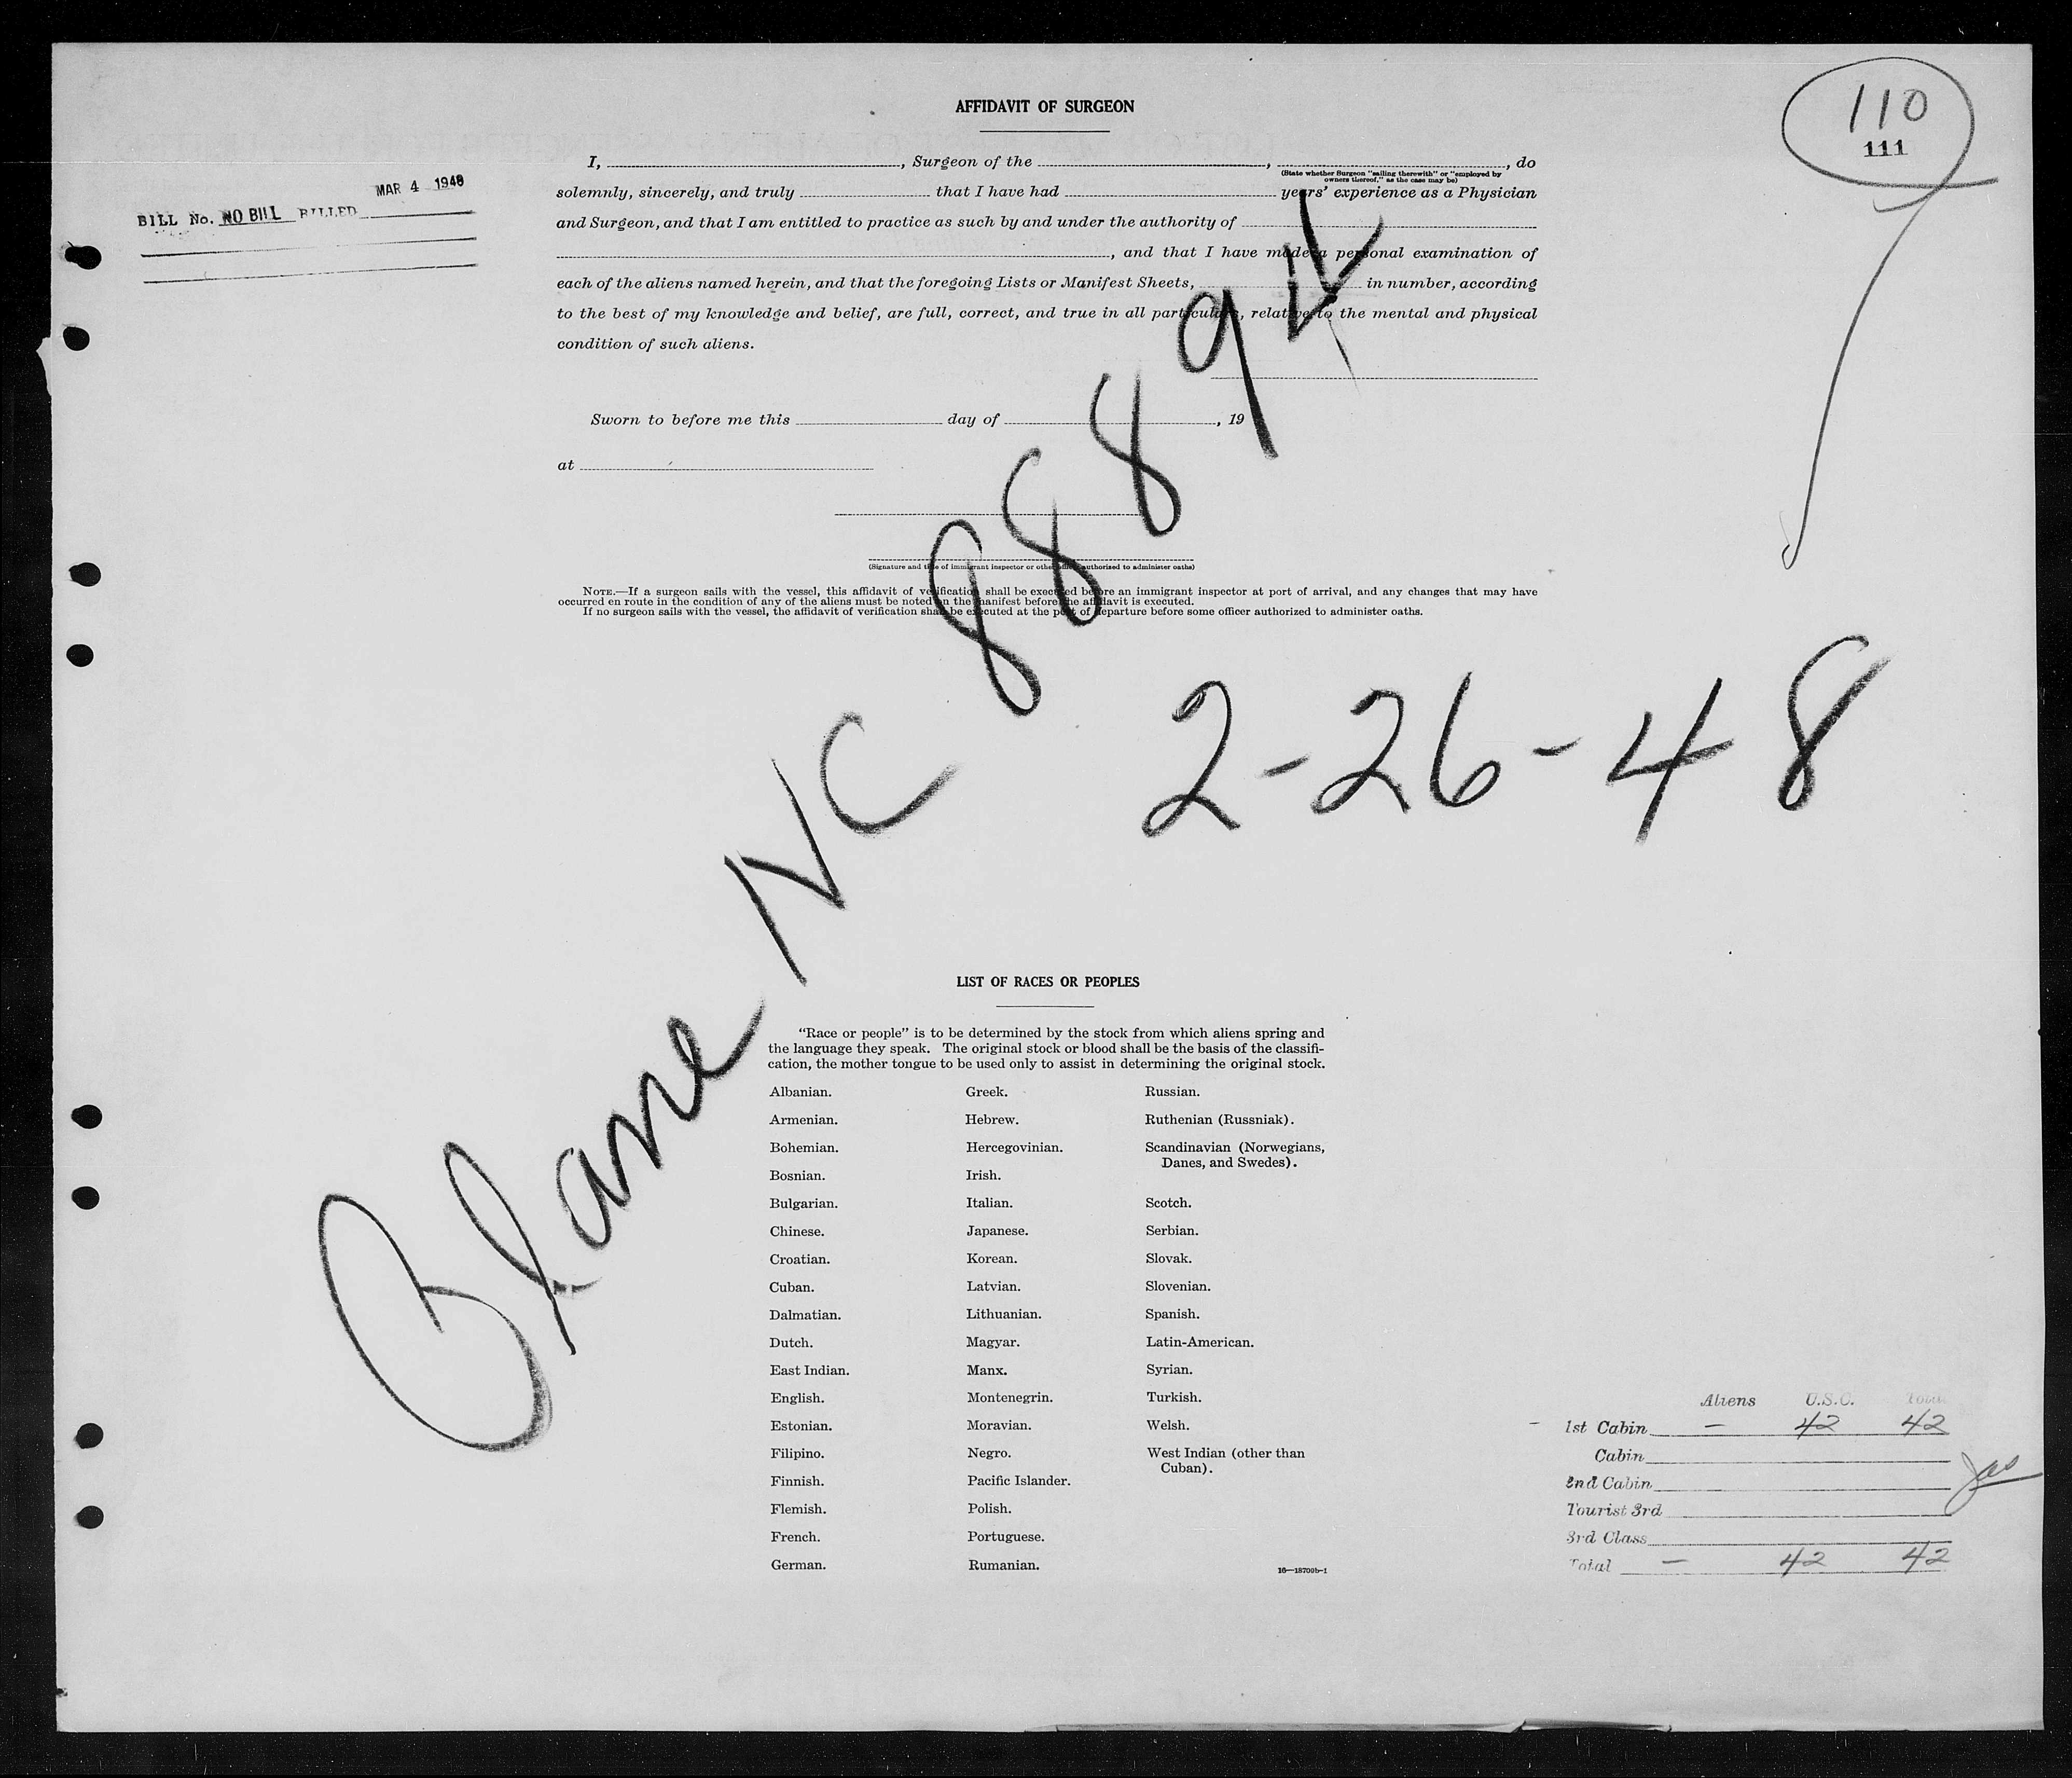 AFFIDAVIT OF SURGEON
110
111
I, , Surgeon of the , , do
(State whether Surgeon "sailing therewith" or "employed by
owners thereof," as the case may be)
solemnly, sincerely, and truly that I have had years' experience as a Physician
and Surgeon, and that I am entitled to practice as such by and under the authority of
, and that I have made a personal examination of
each of the aliens named herein, and that the foregoing Lists or Manifest Sheets, in number, according
to the best of my knowledge and belief, are full, correct, and true in all particulars, relative to the mental and physical
condition of such aliens.
MAR 4 1948
BILL No. NO BILL BILLED
Sworn to before me this day of , 19
at
(Signature and title of immigrant inspector or other officer authorized to administer oaths)
NOTE.—If a surgeon sails with the vessel, this affidavit of verification shall be executed before an immigrant inspector at port of arrival, and any changes that may have
occurred en route in the condition of any of the aliens must be noted on the manifest before the affidavit is executed.
If no surgeon sails with the vessel, the affidavit of verification shall be executed at the port of departure before some officer authorized to administer oaths.
NC 88894
2-26-48
LIST OF RACES OR PEOPLES
"Race or people" is to be determined by the stock from which aliens spring and
the language they speak. The original stock or blood shall be the basis of the classifi-
cation, the mother tongue to be used only to assist in determining the original stock.
Albanian.
Armenian.
Bohemian.
Bosnian.
Bulgarian.
Chinese.
Croatian.
Cuban.
Dalmatian.
Dutch.
East Indian.
English.
Estonian.
Filipino.
Finnish.
Flemish.
French.
German.
Greek.
Hebrew.
Hercegovinian.
Irish.
Italian.
Japanese.
Korean.
Latvian.
Lithuanian.
Magyar.
Manx.
Montenegrin.
Moravian.
Negro.
Pacific Islander.
Polish.
Portuguese.
Rumanian.
Russian.
Ruthenian (Russniak).
Scandinavian (Norwegians,
Danes, and Swedes).
Scotch.
Serbian.
Slovak.
Slovenian.
Spanish.
Latin-American.
Syrian.
Turkish.
Welsh.
West Indian (other than
Cuban).
16—18709b-1
Aliens U.S.C. Total
1st Cabin — 42 42
Cabin
2nd Cabin
Tourist 3rd
3rd Class
Total — 42 42